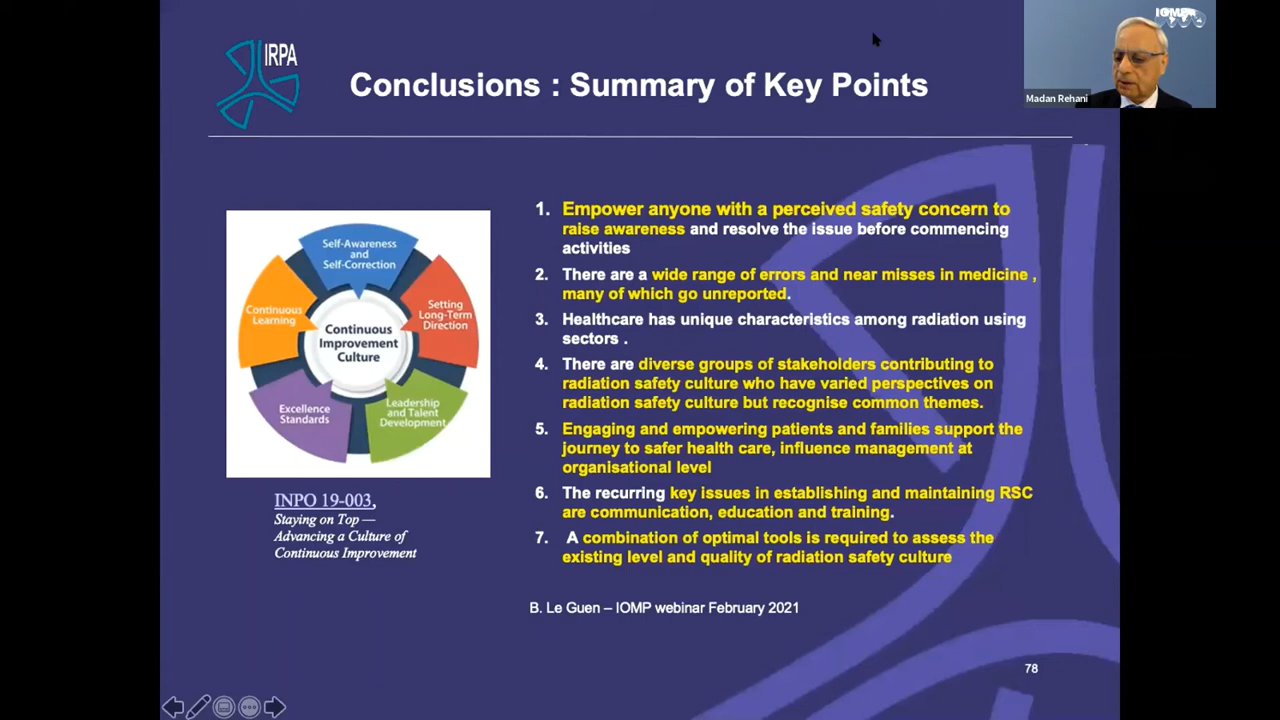 IRPA
Conclusions : Summary of Key Points
IOMP
Madan Rehani
Self-Awareness
and
Self-Correction
Continuous
Learning
Setting
Long-Term
Direction
Continuous
Improvement
Culture
Excellence
Standards
Leadership
and Talent
Development
INPO 19-003,
Staying on Top —
Advancing a Culture of
Continuous Improvement
1. Empower anyone with a perceived safety concern to
raise awareness and resolve the issue before commencing
activities
2. There are a wide range of errors and near misses in medicine ,
many of which go unreported.
3. Healthcare has unique characteristics among radiation using
sectors .
4. There are diverse groups of stakeholders contributing to
radiation safety culture who have varied perspectives on
radiation safety culture but recognise common themes.
5. Engaging and empowering patients and families support the
journey to safer health care, influence management at
organisational level
6. The recurring key issues in establishing and maintaining RSC
are communication, education and training.
7. A combination of optimal tools is required to assess the
existing level and quality of radiation safety culture
B. Le Guen – IOMP webinar February 2021
78